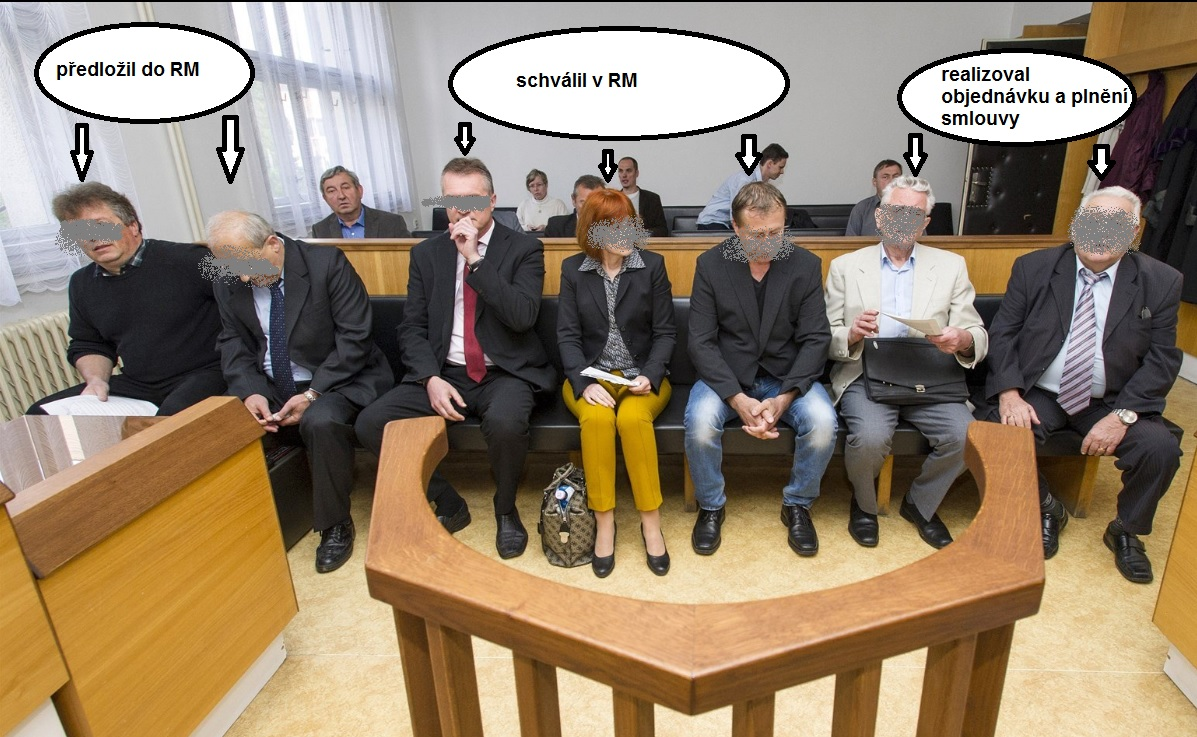 předložil do RM
schválil v RM
realizoval
objednávku a plnění
smlouvy